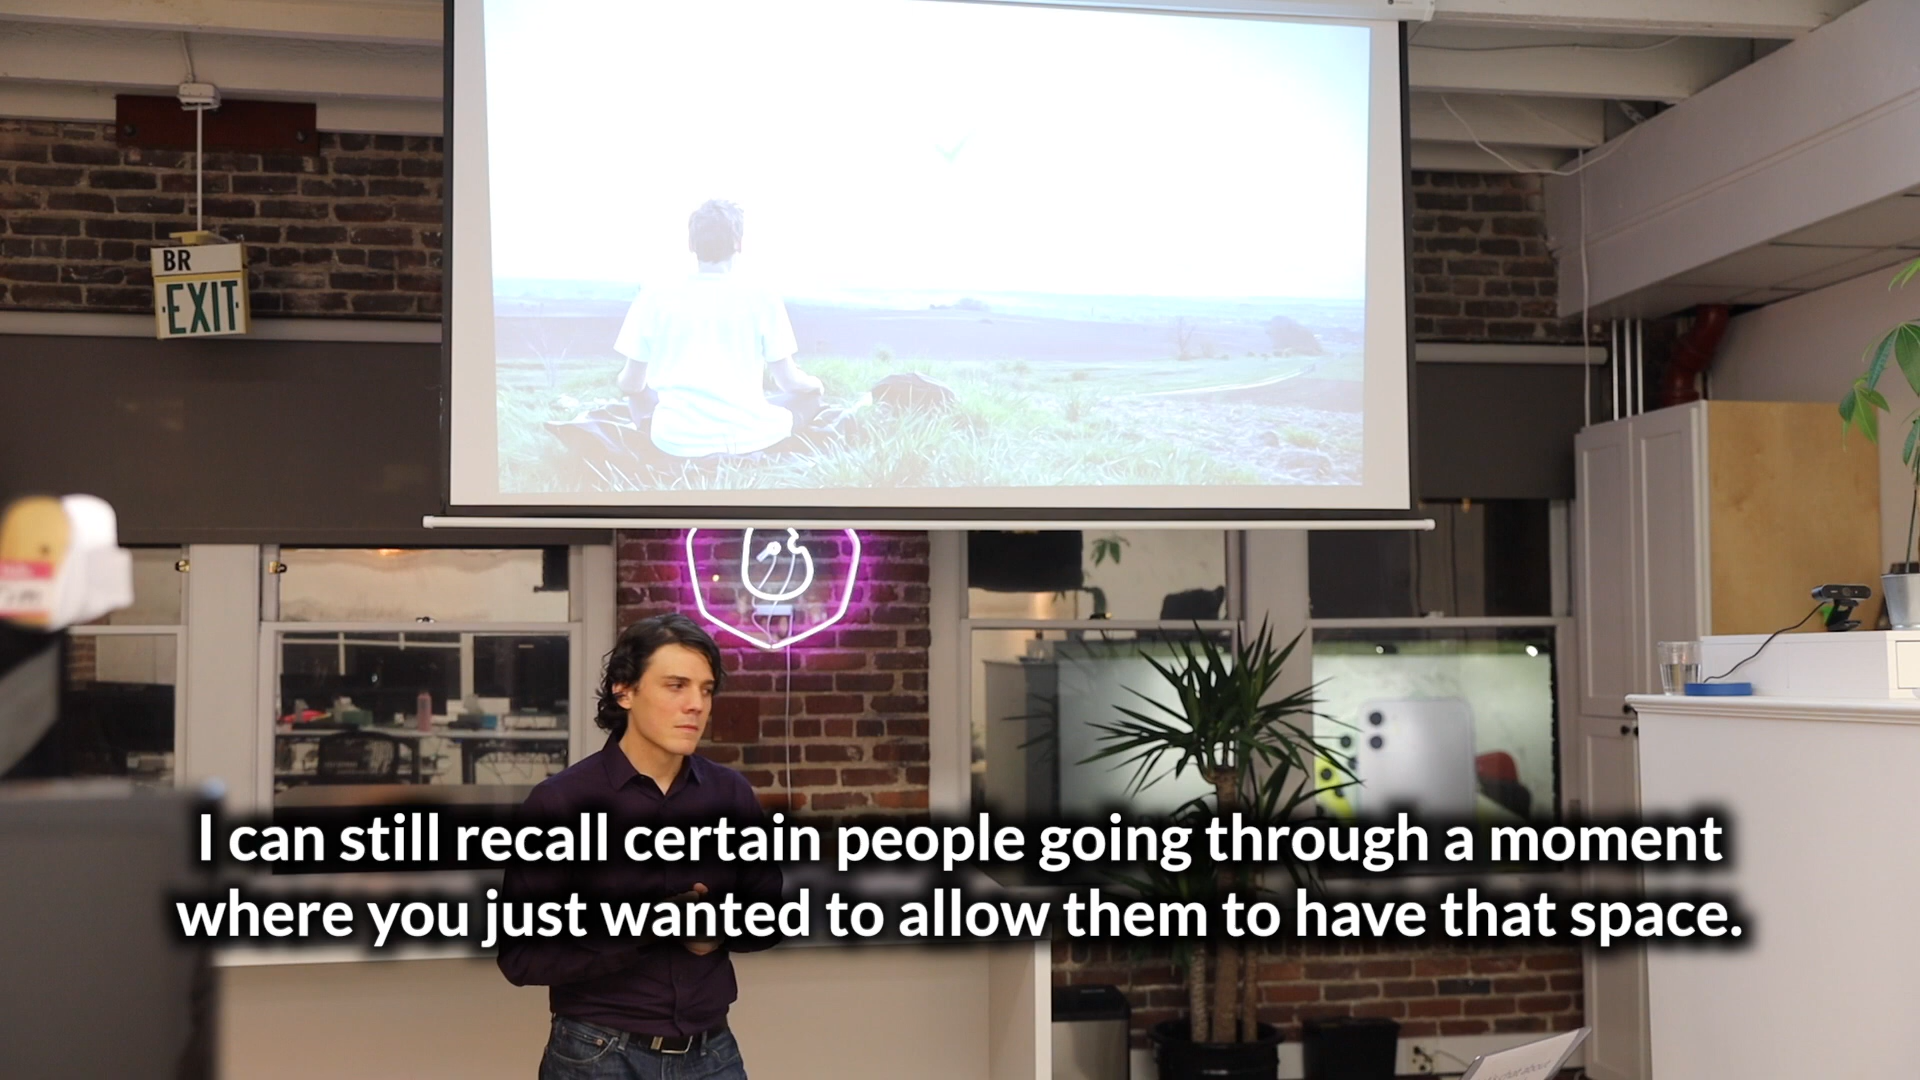 BR
EXIT
I can still recall certain people going through a moment
where you just wanted to allow them to have that space.